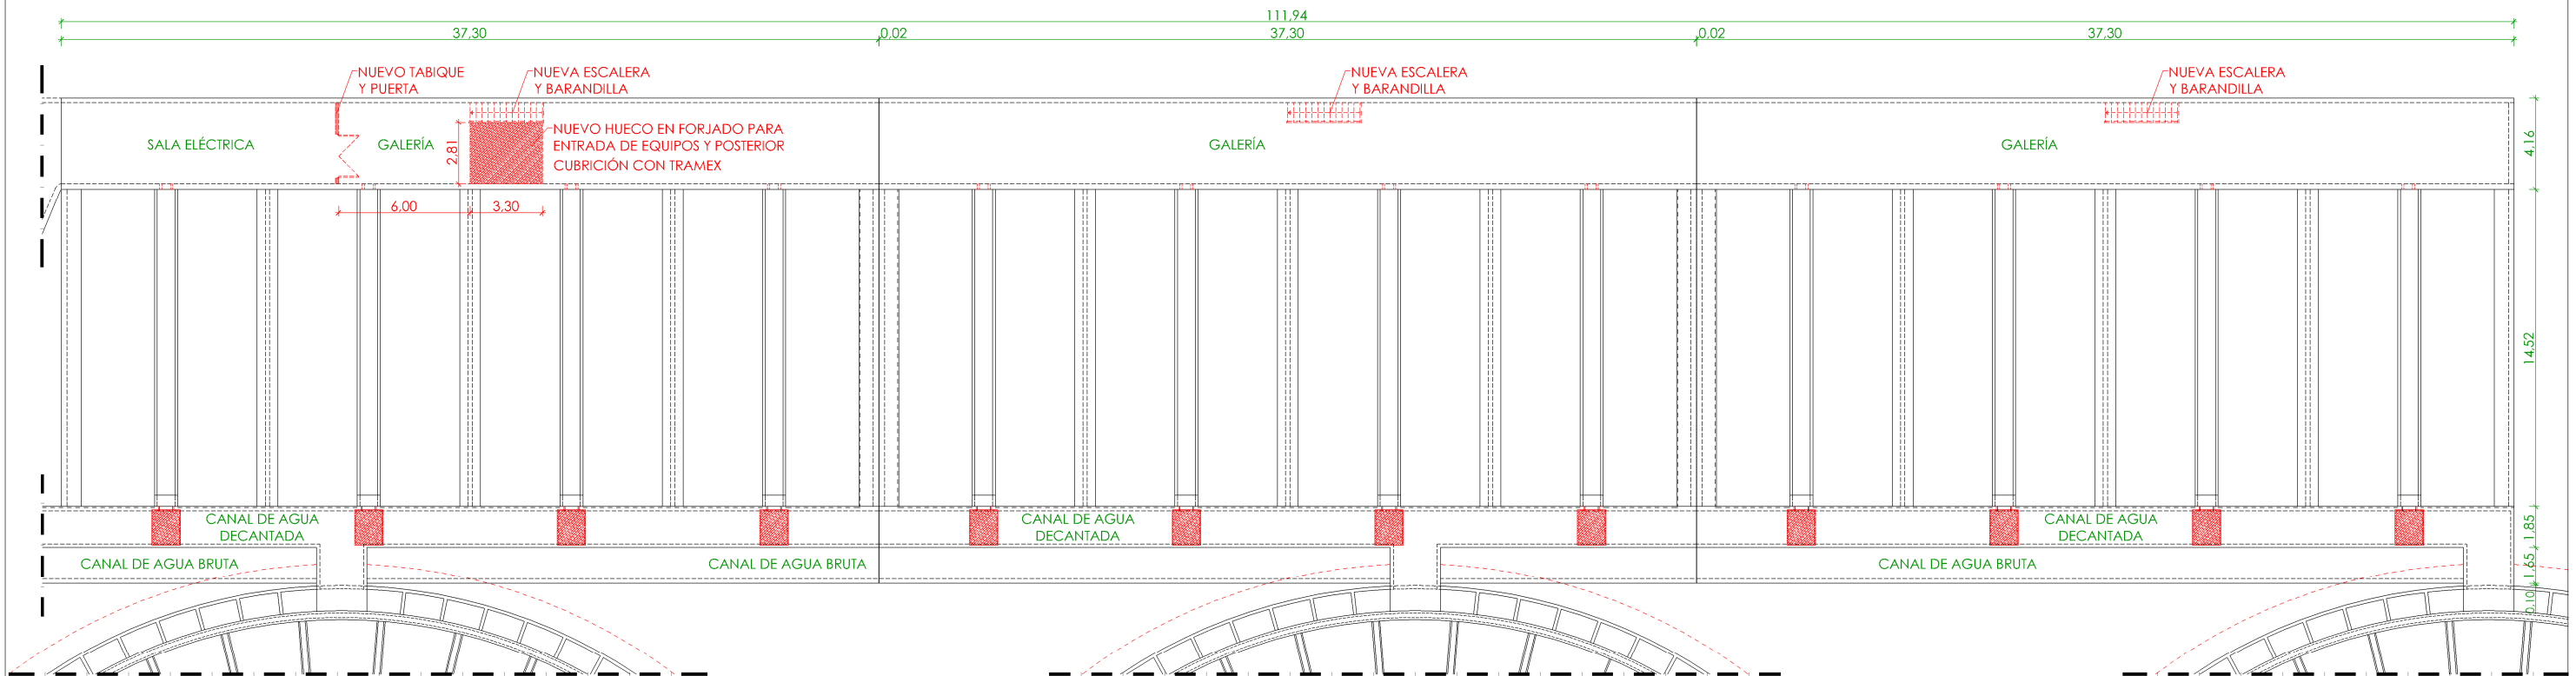 111,94
37,30
0,02
37,30
0,02
37,30
NUEVO TABIQUE
Y PUERTA
NUEVA ESCALERA
Y BARANDILLA
NUEVA ESCALERA
Y BARANDILLA
NUEVA ESCALERA
Y BARANDILLA
SALA ELÉCTRICA
GALERÍA
2,81
NUEVO HUECO EN FORJADO PARA
ENTRADA DE EQUIPOS Y POSTERIOR
CUBRICIÓN CON TRAMEX
GALERÍA
GALERÍA
4,16
6,00
3,30
14,52
CANAL DE AGUA
DECANTADA
CANAL DE AGUA
DECANTADA
CANAL DE AGUA
DECANTADA
1,85
CANAL DE AGUA BRUTA
CANAL DE AGUA BRUTA
CANAL DE AGUA BRUTA
1,65
0,10